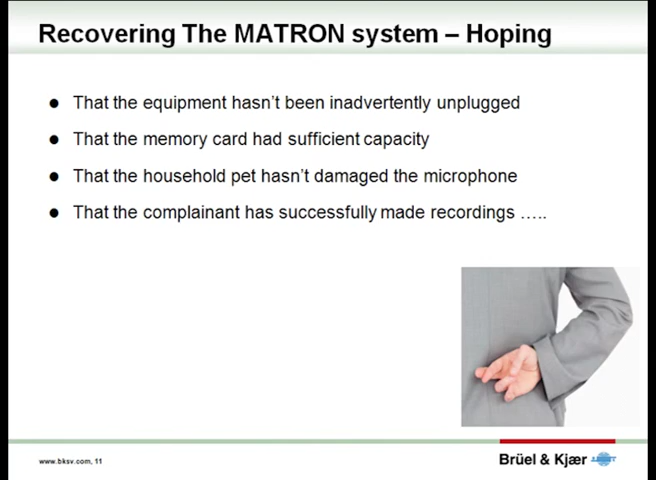 Recovering The MATRON system – Hoping
● That the equipment hasn't been inadvertently unplugged
● That the memory card had sufficient capacity
● That the household pet hasn't damaged the microphone
● That the complainant has successfully made recordings …..
www.bksv.com, 11
Brüel & Kjær